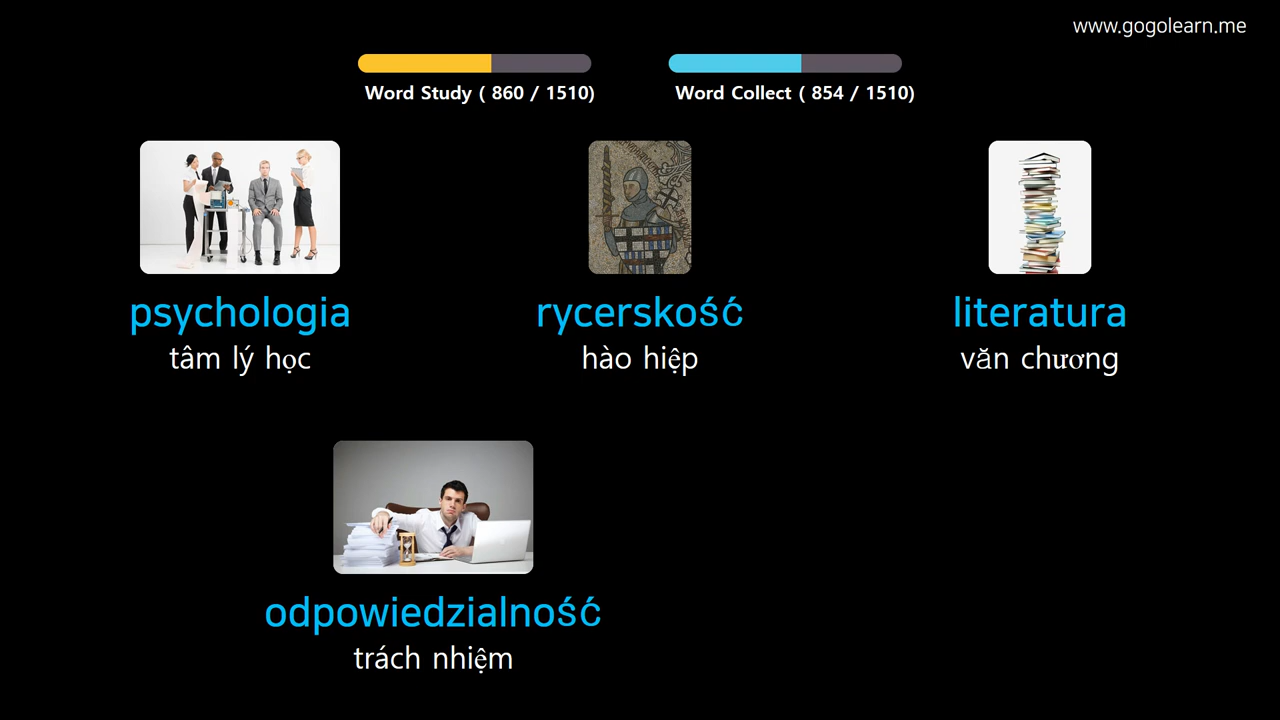 www.gogolearn.me
Word Study ( 860 / 1510)
Word Collect ( 854 / 1510)
psychologia
rycerskość
literatura
tâm lý học
hào hiệp
văn chương
odpowiedzialność
trách nhiệm